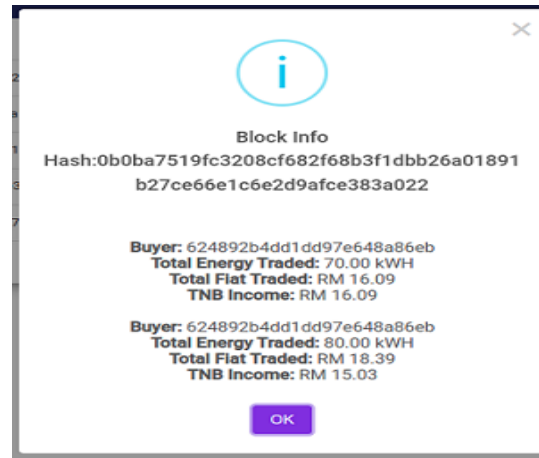 ×
i
Block Info
Hash:0b0ba7519fc3208cf682f68b3f1dbb26a01891
b27ce66e1c6e2d9afce383a022
Buyer: 624892b4dd1dd97e648a86eb
Total Energy Traded: 70.00 kWH
Total Fiat Traded: RM 16.09
TNB Income: RM 16.09
Buyer: 624892b4dd1dd97e648a86eb
Total Energy Traded: 80.00 kWH
Total Fiat Traded: RM 18.39
TNB Income: RM 15.03
OK